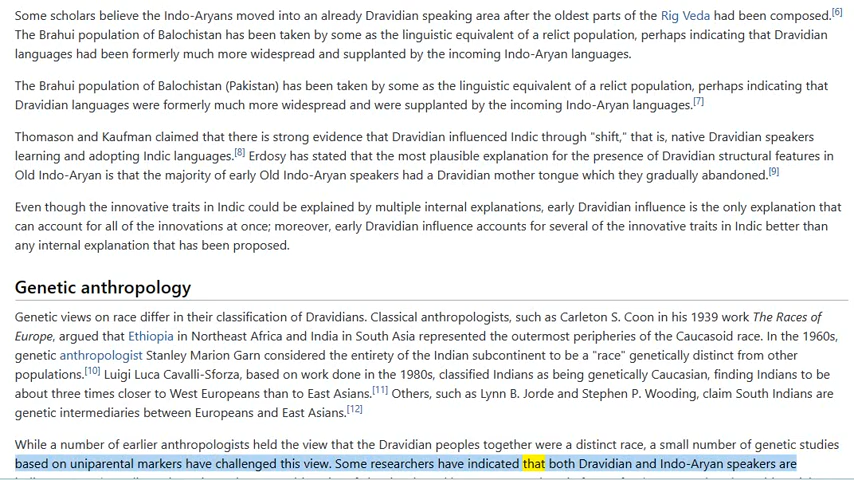 Some scholars believe the Indo-Aryans moved into an already Dravidian speaking area after the oldest parts of the Rig Veda had been composed.[6]
The Brahui population of Balochistan has been taken by some as the linguistic equivalent of a relict population, perhaps indicating that Dravidian
languages had been formerly much more widespread and supplanted by the incoming Indo-Aryan languages.
The Brahui population of Balochistan (Pakistan) has been taken by some as the linguistic equivalent of a relict population, perhaps indicating that
Dravidian languages were formerly much more widespread and were supplanted by the incoming Indo-Aryan languages.[7]
Thomason and Kaufman claimed that there is strong evidence that Dravidian influenced Indic through "shift," that is, native Dravidian speakers
learning and adopting Indic languages.[8] Erdosy has stated that the most plausible explanation for the presence of Dravidian structural features in
Old Indo-Aryan is that the majority of early Old Indo-Aryan speakers had a Dravidian mother tongue which they gradually abandoned.[9]
Even though the innovative traits in Indic could be explained by multiple internal explanations, early Dravidian influence is the only explanation that
can account for all of the innovations at once; moreover, early Dravidian influence accounts for several of the innovative traits in Indic better than
any internal explanation that has been proposed.
Genetic anthropology
Genetic views on race differ in their classification of Dravidians. Classical anthropologists, such as Carleton S. Coon in his 1939 work The Races of
Europe, argued that Ethiopia in Northeast Africa and India in South Asia represented the outermost peripheries of the Caucasoid race. In the 1960s,
genetic anthropologist Stanley Marion Garn considered the entirety of the Indian subcontinent to be a "race" genetically distinct from other
populations.[10] Luigi Luca Cavalli-Sforza, based on work done in the 1980s, classified Indians as being genetically Caucasian, finding Indians to be
about three times closer to West Europeans than to East Asians.[11] Others, such as Lynn B. Jorde and Stephen P. Wooding, claim South Indians are
genetic intermediaries between Europeans and East Asians.[12]
While a number of earlier anthropologists held the view that the Dravidian peoples together were a distinct race, a small number of genetic studies
based on uniparental markers have challenged this view. Some researchers have indicated that both Dravidian and Indo-Aryan speakers are